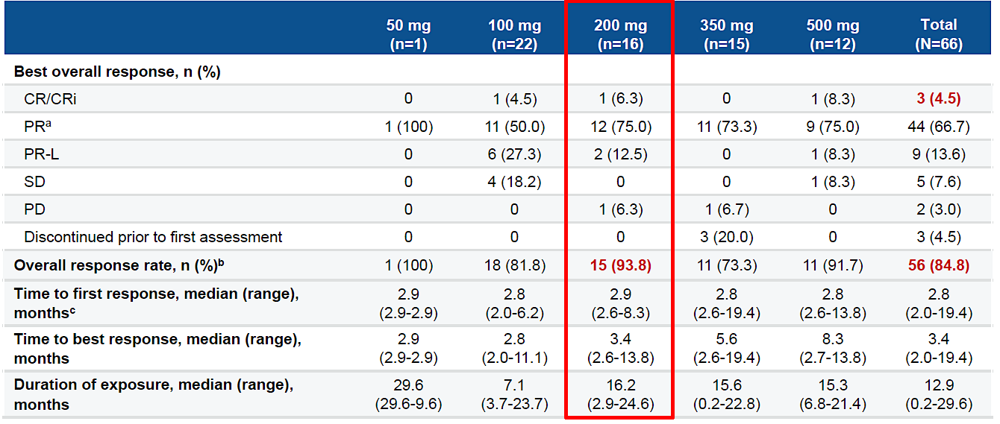 50 mg (n=1) 100 mg (n=22) 200 mg (n=16) 350 mg (n=15) 500 mg (n=12) Total (N=66)
Best overall response, n (%)
CR/CRi 0 1 (4.5) 1 (6.3) 0 1 (8.3) 3 (4.5)
PRᵃ 1 (100) 11 (50.0) 12 (75.0) 11 (73.3) 9 (75.0) 44 (66.7)
PR-L 0 6 (27.3) 2 (12.5) 0 1 (8.3) 9 (13.6)
SD 0 4 (18.2) 0 0 1 (8.3) 5 (7.6)
PD 0 0 1 (6.3) 1 (6.7) 0 2 (3.0)
Discontinued prior to first assessment 0 0 0 3 (20.0) 0 3 (4.5)
Overall response rate, n (%)ᵇ 1 (100) 18 (81.8) 15 (93.8) 11 (73.3) 11 (91.7) 56 (84.8)
Time to first response, median (range), 2.9 2.8 2.9 2.8 2.8 2.8
monthsᶜ (2.9-2.9) (2.0-6.2) (2.6-8.3) (2.6-19.4) (2.6-13.8) (2.0-19.4)
Time to best response, median (range), 2.9 2.8 3.4 5.6 8.3 3.4
months (2.9-2.9) (2.0-11.1) (2.6-13.8) (2.6-19.4) (2.7-13.8) (2.0-19.4)
Duration of exposure, median (range), 29.6 7.1 16.2 15.6 15.3 12.9
months (29.6-9.6) (3.7-23.7) (2.9-24.6) (0.2-22.8) (6.8-21.4) (0.2-29.6)